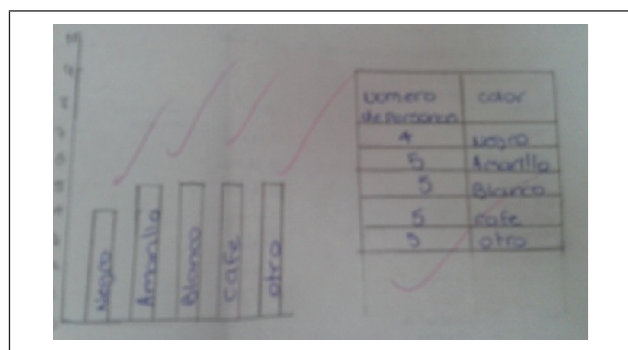 Numero
de personas
color
4 Negro
5 Amarillo
5 Blanco
5 cafe
5 otro
Negro
Amarillo
Blanco
Cafe
otro